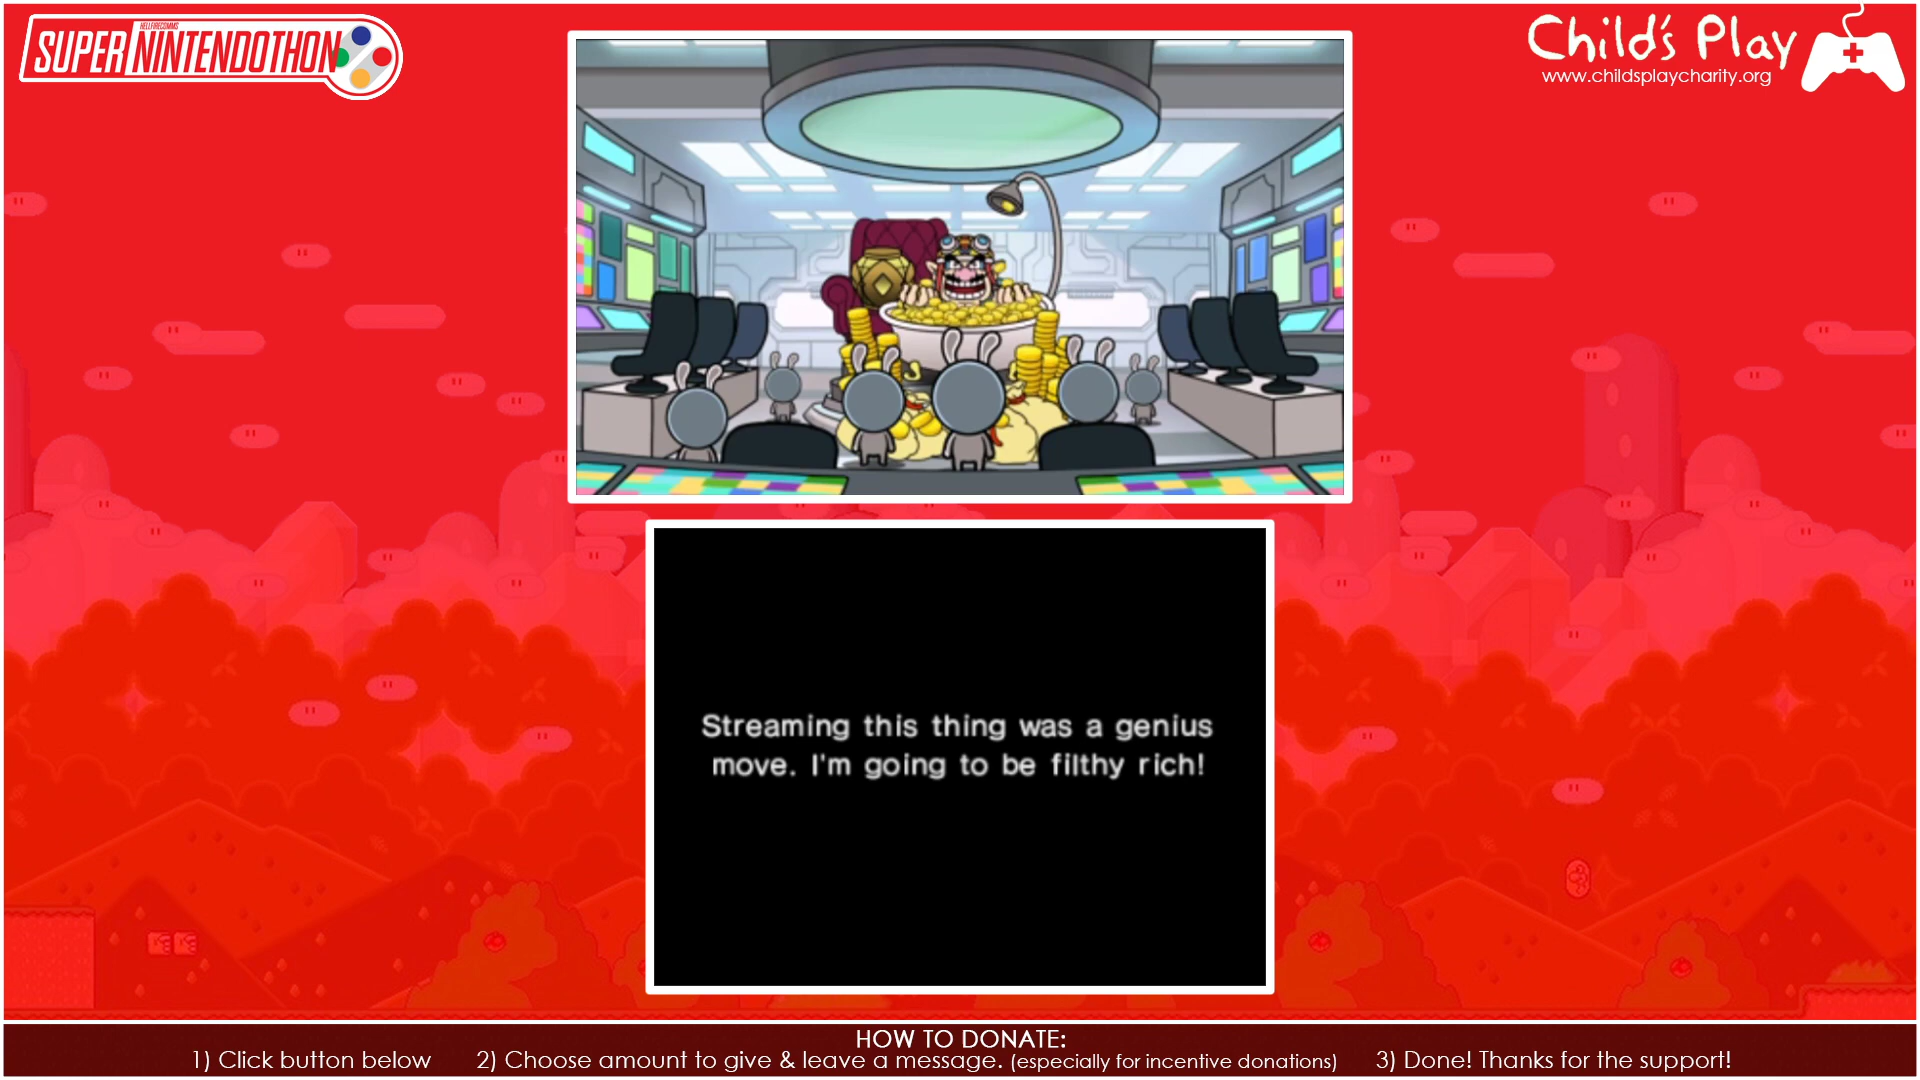 HELLFIRECOMMS
SUPER NINTENDOTHON
Child's Play
www.childsplaycharity.org
Streaming this thing was a genius
move. I'm going to be filthy rich!
HOW TO DONATE:
1) Click button below 2) Choose amount to give & leave a message. (especially for incentive donations) 3) Done! Thanks for the support!